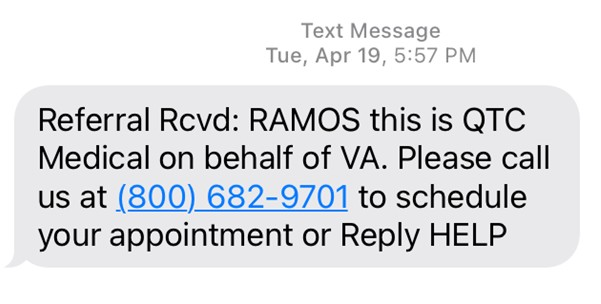 Text Message
Tue, Apr 19, 5:57 PM
Referral Rcvd: RAMOS this is QTC
Medical on behalf of VA. Please call
us at (800) 682-9701 to schedule
your appointment or Reply HELP